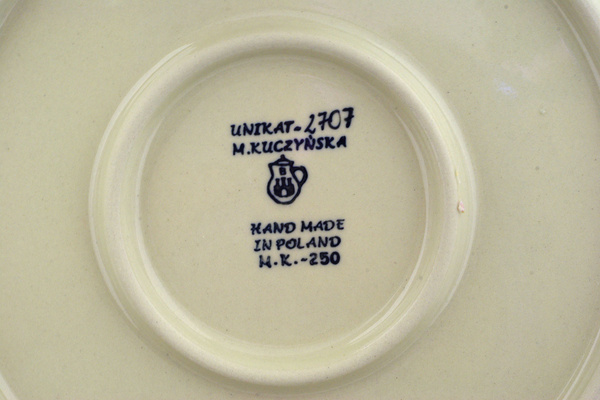 UNIKAT-2707
M.KUCZYŃSKA
B
HAND MADE
IN POLAND
M.K.-250